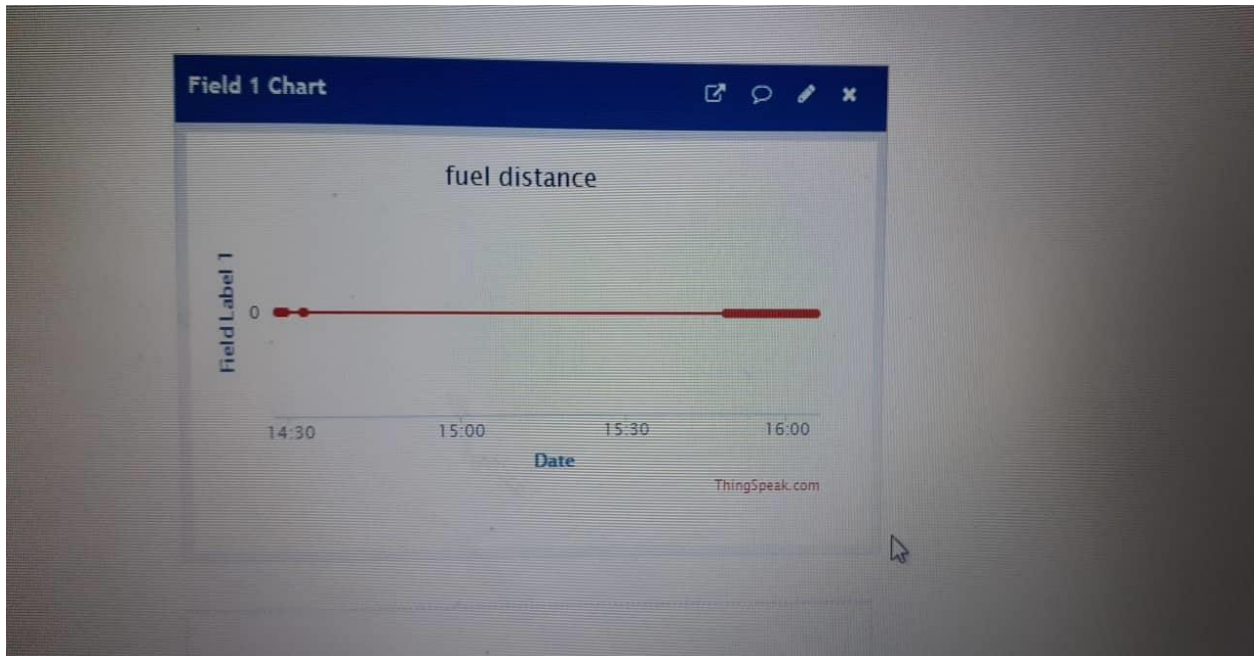 Field 1 Chart
fuel distance
Field Label 1
0
14:30 15:00 15:30 16:00
Date
ThingSpeak.com